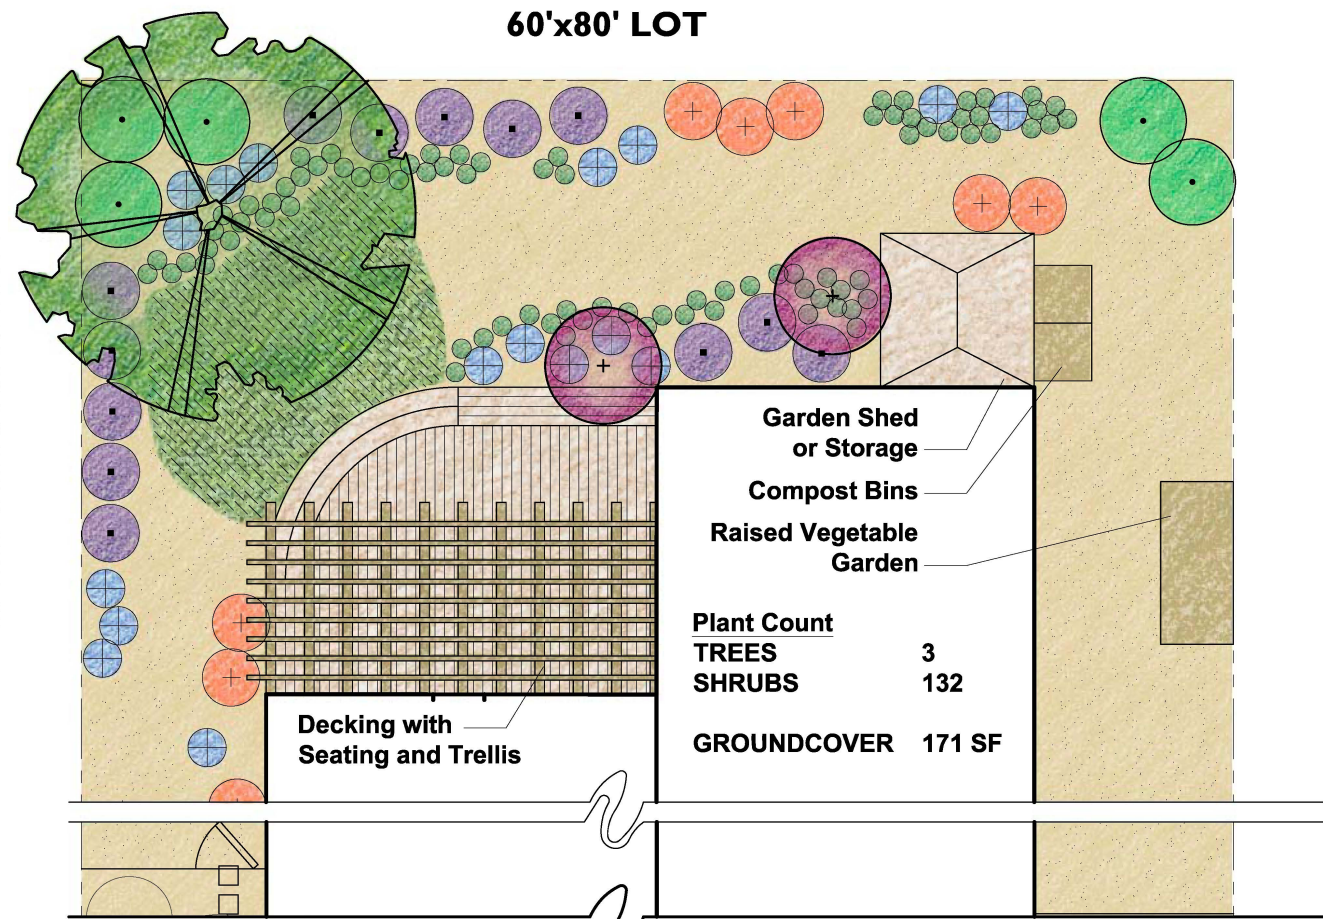 60'x80' LOT
Garden Shed
or Storage
Compost Bins
Raised Vegetable
Garden
Plant Count
TREES 3
SHRUBS 132
GROUNDCOVER 171 SF
Decking with
Seating and Trellis